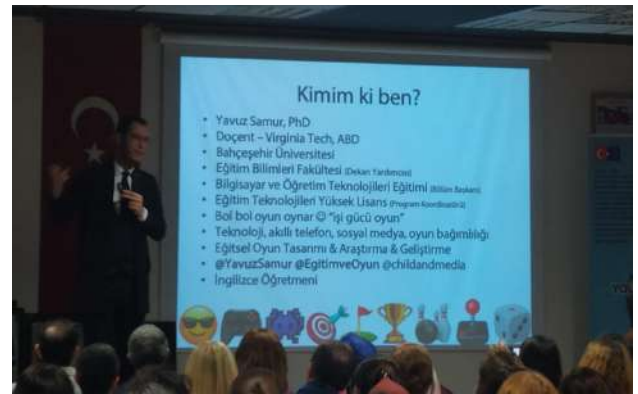 Kimim ki ben?
• Yavuz Samur, PhD
• Doçent – Virginia Tech, ABD
• Bahçeşehir Üniversitesi
• Eğitim Bilimleri Fakültesi (Dekan Yardımcısı)
• Bilgisayar ve Öğretim Teknolojileri Eğitimi (Bölüm Başkanı)
• Eğitim Teknolojileri Yüksek Lisans (Program Koordinatörü)
• Bol bol oyun oynar ☺ "işi gücü oyun"
• Teknoloji, akıllı telefon, sosyal medya, oyun bağımlılığı
• Eğitsel Oyun Tasarımı & Araştırma & Geliştirme
• @YavuzSamur @EgitimveOyun @childandmedia
• İngilizce Öğretmeni